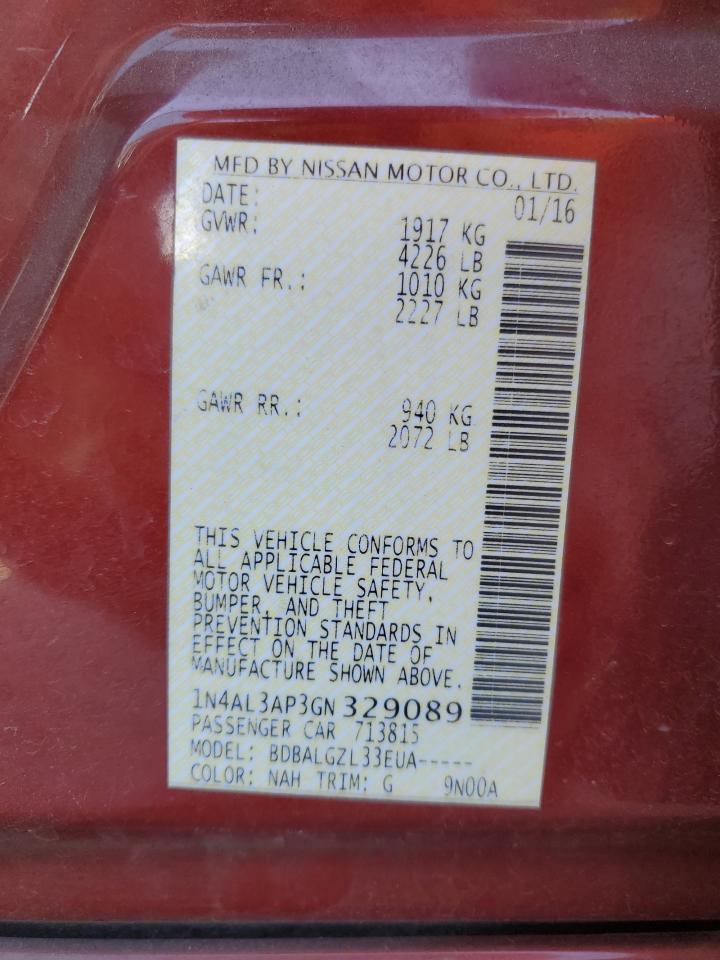 MFD BY NISSAN MOTOR CO., LTD.
DATE: 01/16
GVWR: 1917 KG
4226 LB
GAWR FR.: 1010 KG
2227 LB
GAWR RR.: 940 KG
2072 LB
THIS VEHICLE CONFORMS TO
ALL APPLICABLE FEDERAL
MOTOR VEHICLE SAFETY,
BUMPER, AND THEFT
PREVENTION STANDARDS IN
EFFECT ON THE DATE OF
MANUFACTURE SHOWN ABOVE.
1N4AL3AP3GN 329089
PASSENGER CAR 713815
MODEL: BDBALGZL33EUA-----
COLOR: NAH TRIM: G 9N00A